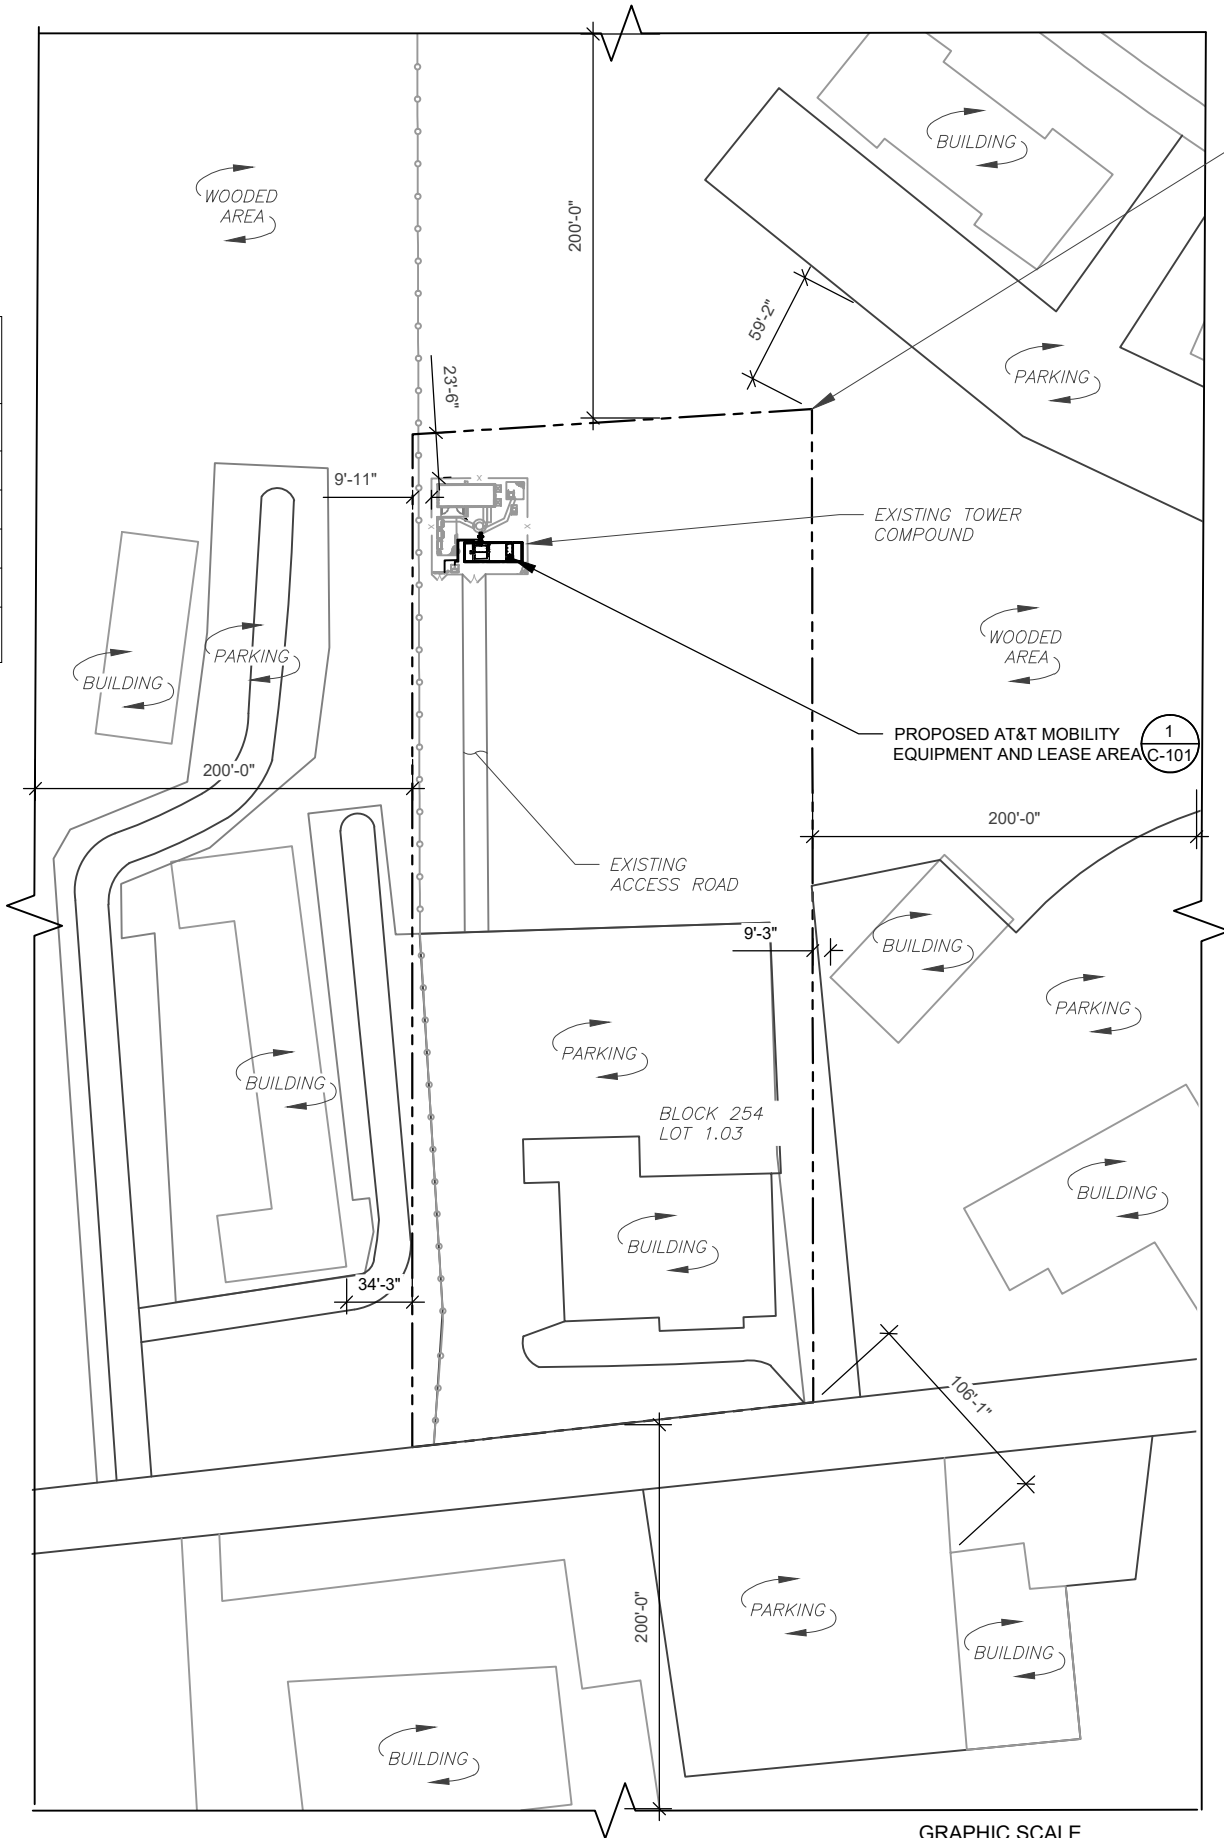 BUILDING
WOODED
AREA
200'-0"
59'-2"
PARKING
23'-6"
9'-11"
EXISTING TOWER
COMPOUND
WOODED
AREA
PARKING
BUILDING
PROPOSED AT&T MOBILITY
EQUIPMENT AND LEASE AREA
1
C-101
200'-0"
200'-0"
EXISTING
ACCESS ROAD
9'-3"
BUILDING
PARKING
PARKING
BUILDING
BLOCK 254
LOT 1.03
BUILDING
BUILDING
34'-3"
106'-1"
200'-0"
PARKING
BUILDING
BUILDING
GRAPHIC SCALE